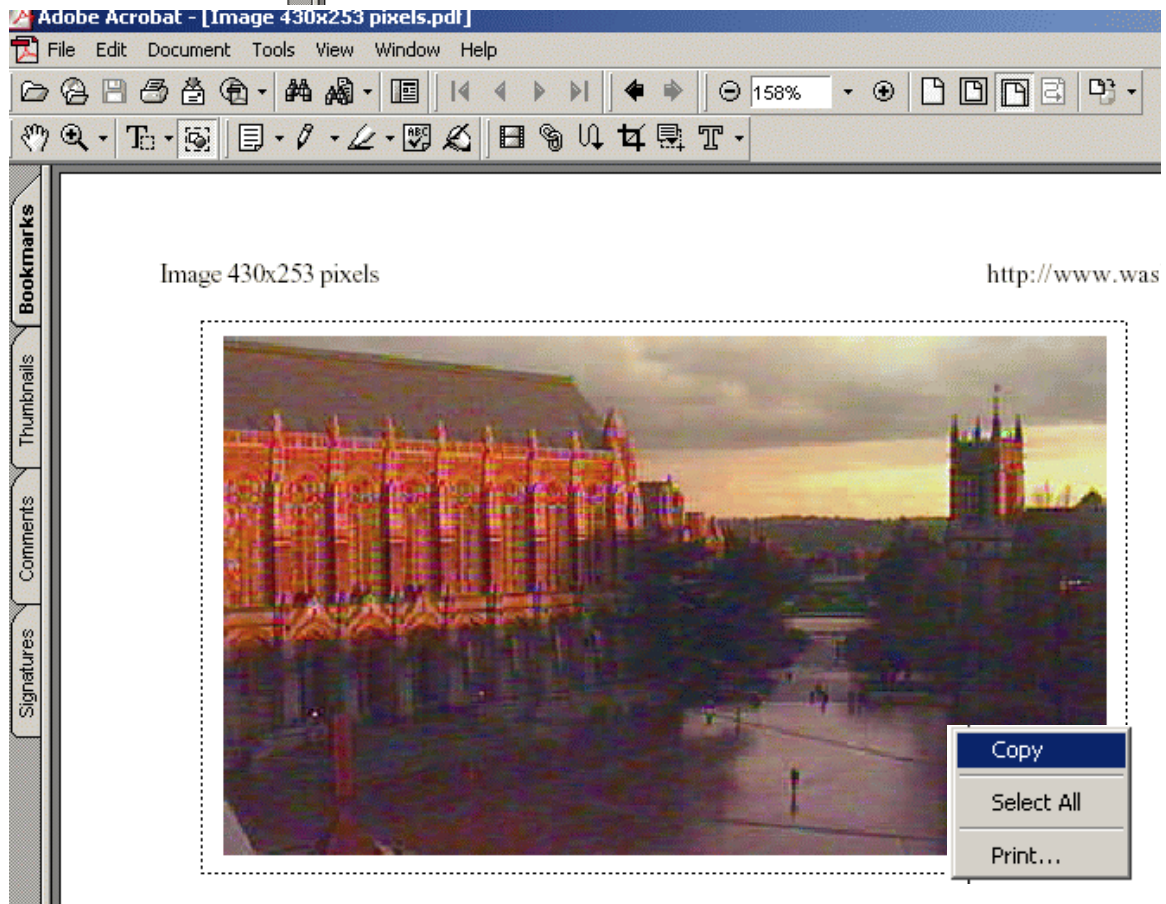 Adobe Acrobat - [Image 430x253 pixels.pdf]
File Edit Document Tools View Window Help
158%
T T
ABC
Bookmarks
Thumbnails
Comments
Signatures
Image 430x253 pixels http://www.was
Copy
Select All
Print...